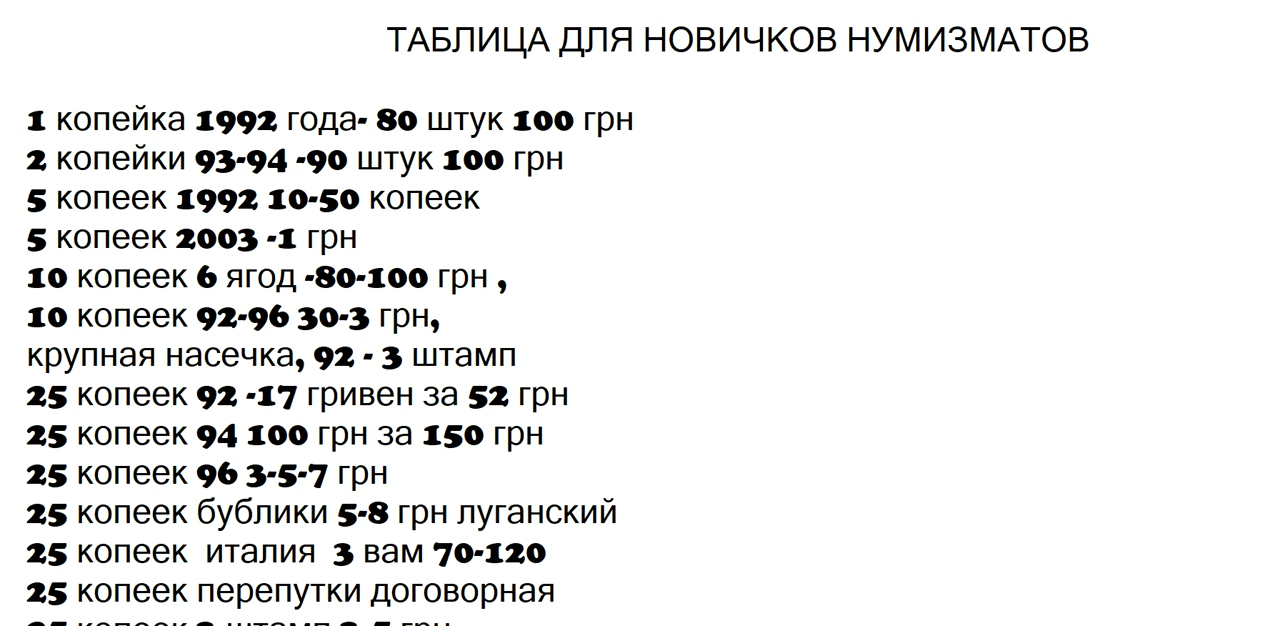 ТАБЛИЦА ДЛЯ НОВИЧКОВ НУМИЗМАТОВ
1 копейка 1992 года- 80 штук 100 грн
2 копейки 93-94 -90 штук 100 грн
5 копеек 1992 10-50 копеек
5 копеек 2003 -1 грн
10 копеек 6 ягод -80-100 грн ,
10 копеек 92-96 30-3 грн,
крупная насечка, 92 - 3 штамп
25 копеек 92 -17 гривен за 52 грн
25 копеек 94 100 грн за 150 грн
25 копеек 96 3-5-7 грн
25 копеек бублики 5-8 грн луганский
25 копеек  италия  3 вам 70-120
25 копеек перепутки договорная